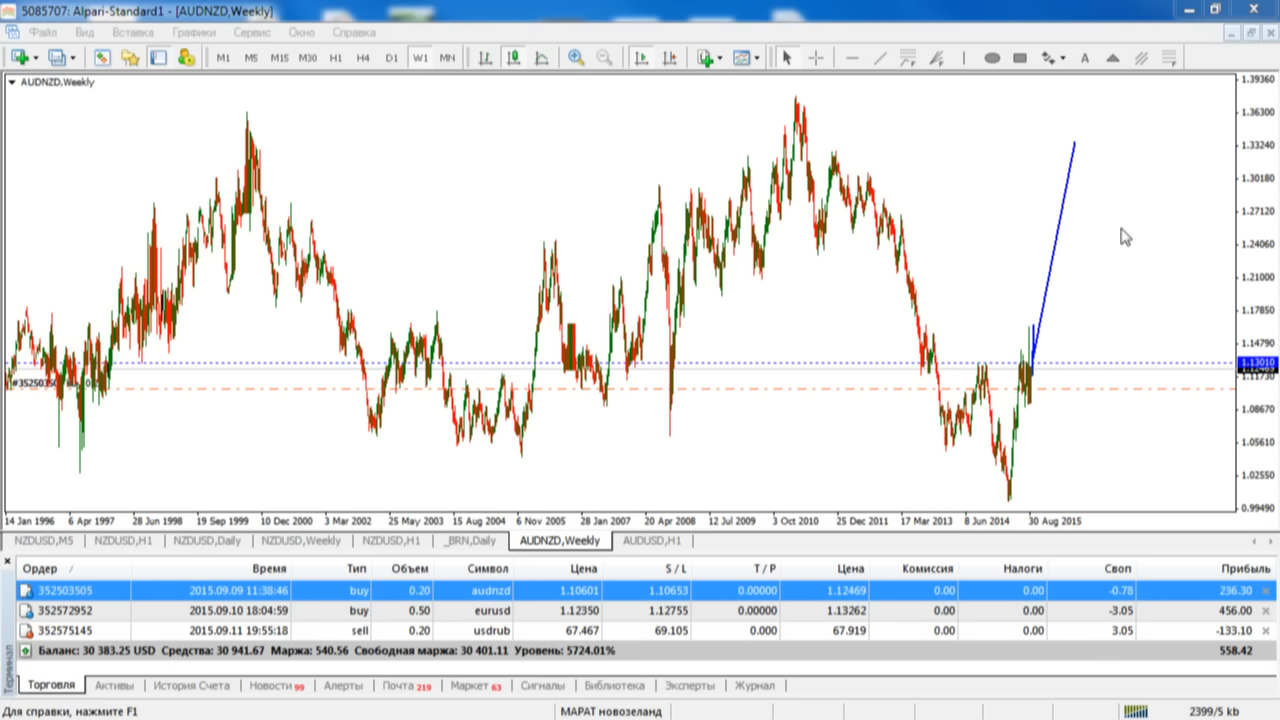 5085707: Alpari-Standard1 - [AUDNZD,Weekly]
Файл Вид Вставка Графики Сервис Окно Справка
M1 M5 M15 M30 H1 H4 D1 W1 MN A
AUDNZD,Weekly
1.39360
1.36300
1.33240
1.30180
1.27120
1.24060
1.21000
1.17850
1.14790
1.13010
1.11730
1.08670
1.05610
1.02550
0.99490
14 Jan 1996 6 Apr 1997 28 Jun 1998 19 Sep 1999 10 Dec 2000 3 Mar 2002 25 May 2003 15 Aug 2004 6 Nov 2005 28 Jan 2007 20 Apr 2008 12 Jul 2009 3 Oct 2010 25 Dec 2011 17 Mar 2013 8 Jun 2014 30 Aug 2015
NZDUSD,M5 NZDUSD,H1 NZDUSD,Daily NZDUSD,Weekly NZDUSD,H1 _BRN,Daily AUDNZD,Weekly AUDUSD,H1
Ордер / Время Тип Объем Символ Цена S / L T / P Цена Комиссия Налоги Своп Прибыль
352503505 2015.09.09 11:38:46 buy 0.20 audnzd 1.10601 1.10653 0.00000 1.12469 0.00 0.00 -0.78 236.30
352572952 2015.09.10 18:04:59 buy 0.50 eurusd 1.12350 1.12755 0.00000 1.13262 0.00 0.00 -3.05 456.00
352575145 2015.09.11 19:55:18 sell 0.20 usdrub 67.467 69.105 0.000 67.919 0.00 0.00 3.05 -133.10
Баланс: 30 383.25 USD Средства: 30 941.67 Маржа: 540.56 Свободная маржа: 30 401.11 Уровень: 5724.01% 558.42
Терминал
Торговля Активы История Счета Новости 99 Алерты Почта 219 Маркет 63 Сигналы Библиотека Эксперты Журнал
Для справки, нажмите F1 МАРАТ новозеланд 2399/5 kb